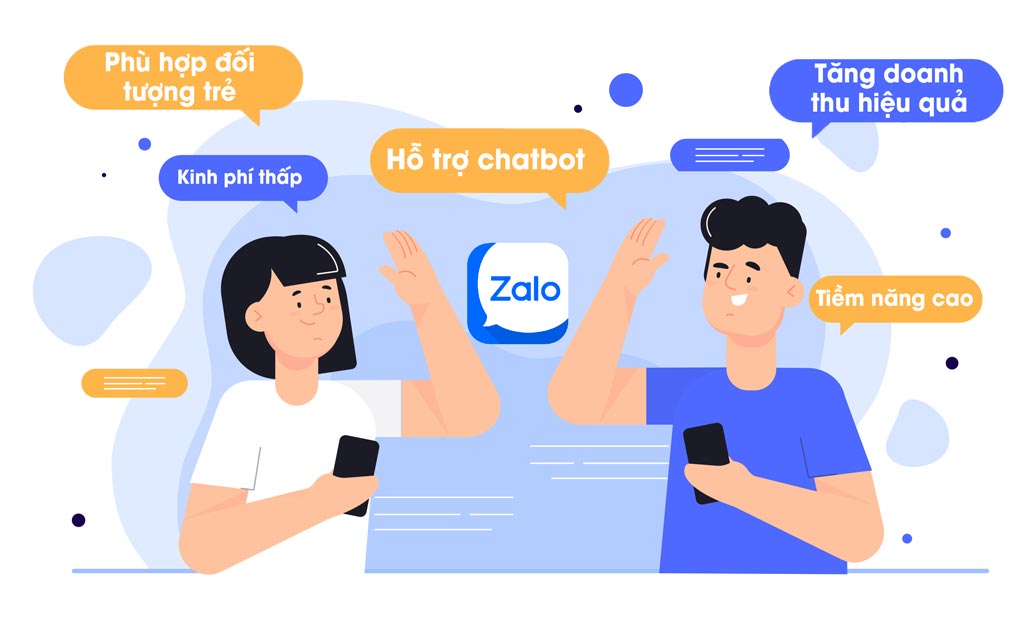 Phù hợp đối
tượng trẻ
Tăng doanh
thu hiệu quả
Hỗ trợ chatbot
Kinh phí thấp
Zalo
Tiềm năng cao